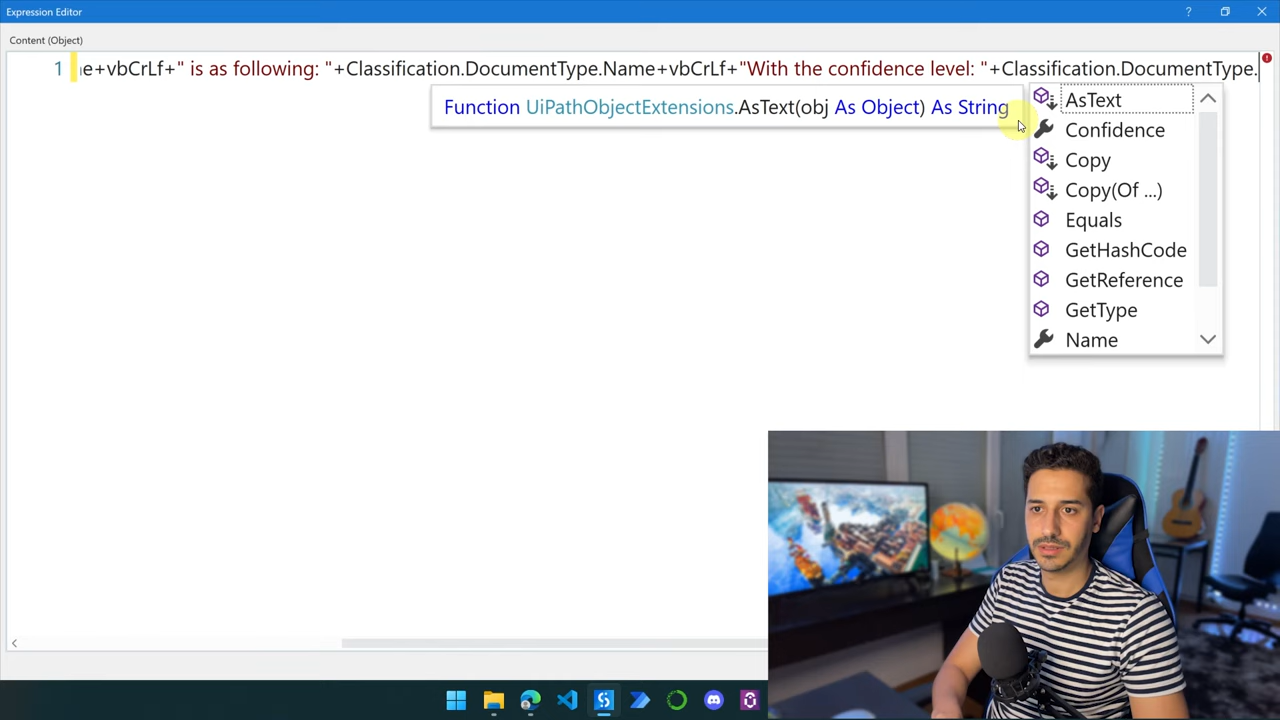 Expression Editor
?
Content (Object)
1 e+vbCrLf+" is as following: "+Classification.DocumentType.Name+vbCrLf+"With the confidence level: "+Classification.DocumentType.
Function UiPathObjectExtensions.AsText(obj As Object) As String
AsText
Confidence
Copy
Copy(Of ...)
Equals
GetHashCode
GetReference
GetType
Name